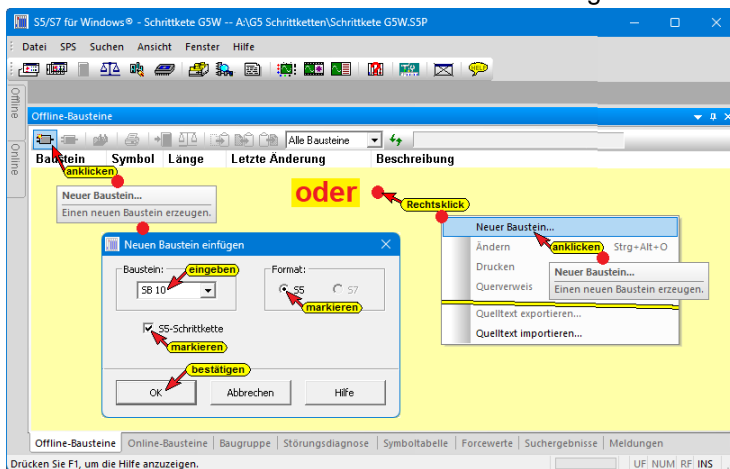 S5/S7 für Windows® - Schrittkete G5W -- A:\G5 Schrittketten\Schrittkete G5W.S5P
Datei SPS Suchen Ansicht Fenster Hilfe
HELP
Offline
Online
Offline-Bausteine
Alle Bausteine
Baustein Symbol Länge Letzte Änderung Beschreibung
anklicken
Neuer Baustein...
Einen neuen Baustein erzeugen.
oder
Rechtsklick
Neuer Baustein...
Ändern anklicken Strg+Alt+O
Drucken
Querverweis
Neuer Baustein...
Einen neuen Baustein erzeugen.
Quelltext exportieren...
Quelltext importieren...
Neuen Baustein einfügen
Baustein: eingeben Format:
SB 10 S5 S7
markieren
S5-Schrittkette
markieren
bestätigen
OK Abbrechen Hilfe
Offline-Bausteine Online-Bausteine Baugruppe Störungsdiagnose Symboltabelle Forcewerte Suchergebnisse Meldungen
Drücken Sie F1, um die Hilfe anzuzeigen. UF NUM RF INS